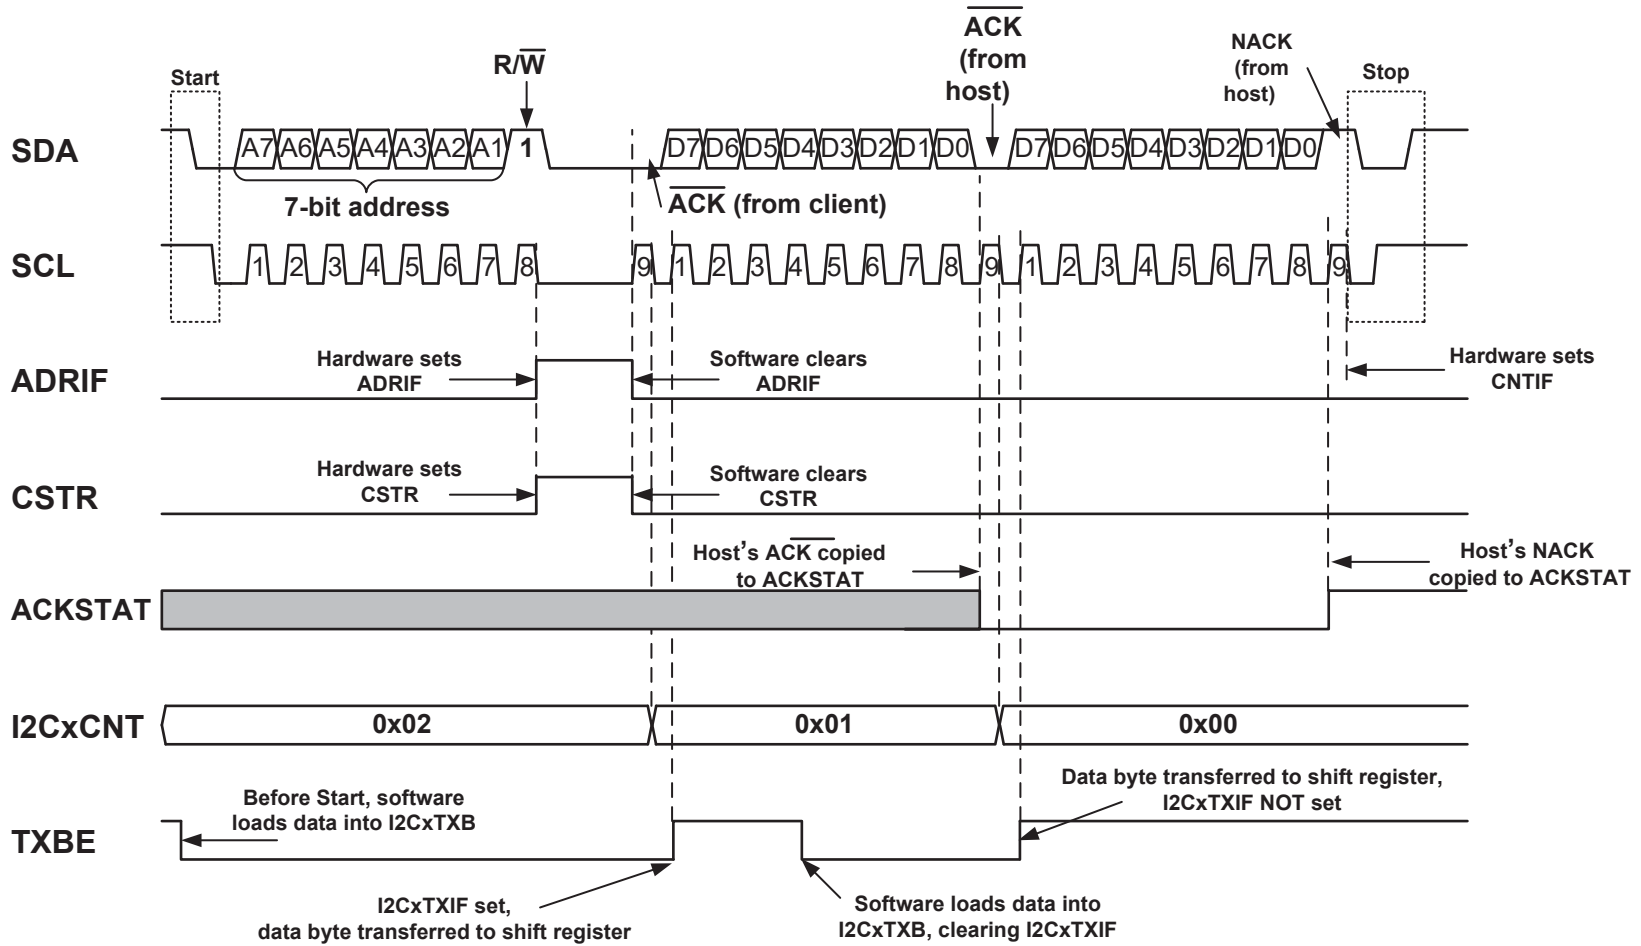 ACK
(from
host)
NACK
(from
host)
Start
R/W
Stop
SDA
A7 A6 A5 A4 A3 A2 A1 1 D7 D6 D5 D4 D3 D2 D1 D0 D7 D6 D5 D4 D3 D2 D1 D0
7-bit address
ACK (from client)
SCL
1 2 3 4 5 6 7 8 9 1 2 3 4 5 6 7 8 9 1 2 3 4 5 6 7 8 9
ADRIF
Hardware sets
ADRIF
Software clears
ADRIF
Hardware sets
CNTIF
CSTR
Hardware sets
CSTR
Software clears
CSTR
Host's ACK copied
to ACKSTAT
Host's NACK
copied to ACKSTAT
ACKSTAT
I2CxCNT
0x02 0x01 0x00
TXBE
Before Start, software
loads data into I2CxTXB
Data byte transferred to shift register,
I2CxTXIF NOT set
I2CxTXIF set,
data byte transferred to shift register
Software loads data into
I2CxTXB, clearing I2CxTXIF